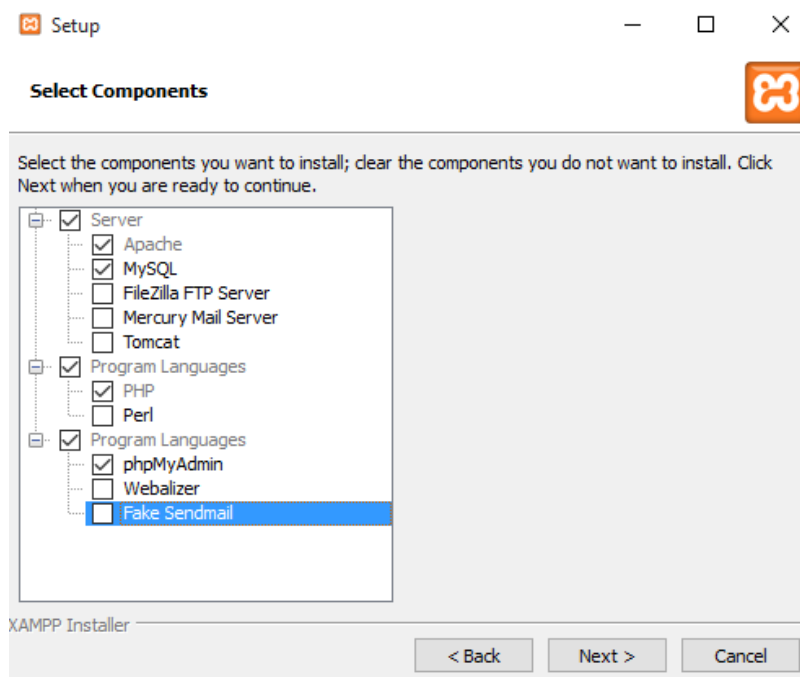 Setup
Select Components
Select the components you want to install; clear the components you do not want to install. Click
Next when you are ready to continue.
Server
Apache
MySQL
FileZilla FTP Server
Mercury Mail Server
Tomcat
Program Languages
PHP
Perl
Program Languages
phpMyAdmin
Webalizer
Fake Sendmail
XAMPP Installer
< Back
Next >
Cancel